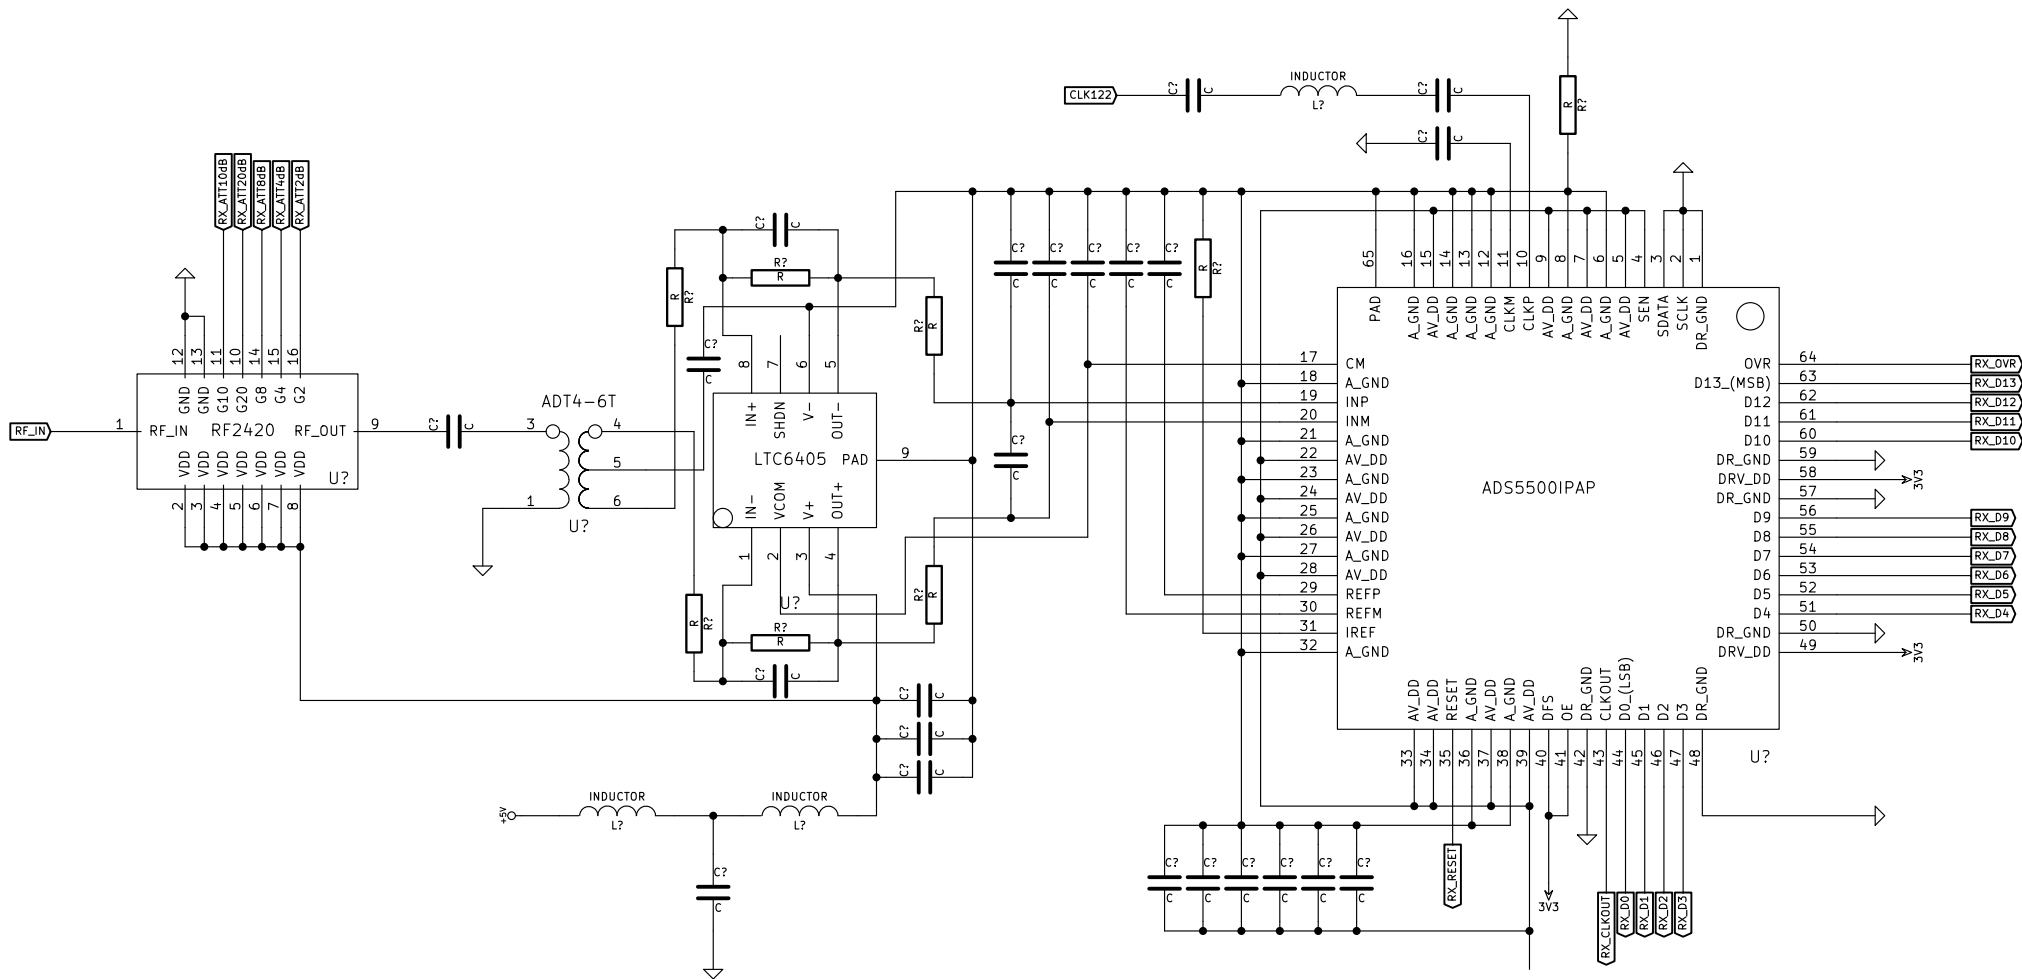 RX_ATT10dB
RX_ATT20dB
RX_ATT8dB
RX_ATT4dB
RX_ATT2dB
12
13
11
10
14
15
16
GND
GND
G10
G20
G8
G4
G2
RF_IN
1
RF_IN
RF2420
RF_OUT
9
VDD
VDD
VDD
VDD
VDD
VDD
VDD
U?
2
3
4
5
6
7
8
C?
C
ADT4-6T
3
4
5
1
6
U?
R
R?
C?
C
R?
R
C?
C
8
7
6
5
IN+
SHDN
V-
OUT-
LTC6405
PAD
9
IN-
VCOM
V+
OUT+
1
2
3
4
U?
R
R?
R?
R
C?
C
R?
R
R?
R
C?
C
C?
C
C?
C
+5V
INDUCTOR
L?
INDUCTOR
L?
C?
C
CLK122
C?
C
INDUCTOR
L?
C?
C
C?
C
R
R?
C?
C
C?
C
C?
C
C?
C
C?
C
R
R?
C?
C
65
16
15
14
13
12
11
10
9
8
7
6
5
4
3
2
1
PAD
A_GND
AV_DD
A_GND
A_GND
A_GND
CLKM
CLKP
AV_DD
A_GND
AV_DD
A_GND
AV_DD
SEN
SDATA
SCLK
DR_GND
17
CM
18
A_GND
19
INP
20
INM
21
A_GND
22
AV_DD
23
A_GND
24
AV_DD
25
A_GND
26
AV_DD
27
A_GND
28
AV_DD
29
REFP
30
REFM
31
IREF
32
A_GND
ADS5500IPAP
OVR
64
RX_OVR
D13_(MSB)
63
RX_D13
D12
62
RX_D12
D11
61
RX_D11
D10
60
RX_D10
DR_GND
59
DRV_DD
58
3V3
DR_GND
57
D9
56
RX_D9
D8
55
RX_D8
D7
54
RX_D7
D6
53
RX_D6
D5
52
RX_D5
D4
51
RX_D4
DR_GND
50
DRV_DD
49
3V3
AV_DD
AV_DD
RESET
A_GND
AV_DD
A_GND
AV_DD
DFS
OE
DR_GND
CLKOUT
D0_(LSB)
D1
D2
D3
DR_GND
33
34
35
36
37
38
39
40
41
42
43
44
45
46
47
48
U?
C?
C
C?
C
C?
C
C?
C
C?
C
C?
C
RX_RESET
3V3
RX_CLKOUT
RX_D0
RX_D1
RX_D2
RX_D3